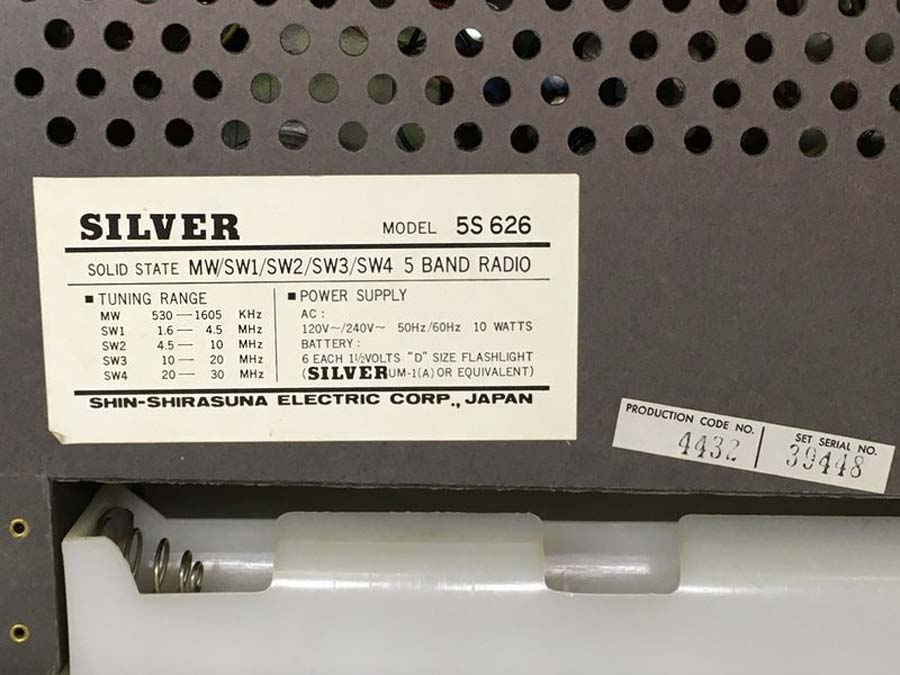 SILVER MODEL 5S 626
SOLID STATE MW/SW1/SW2/SW3/SW4 5 BAND RADIO
■ TUNING RANGE
MW 530 — 1605 KHz
SW1 1.6 — 4.5 MHz
SW2 4.5 — 10 MHz
SW3 10 — 20 MHz
SW4 20 — 30 MHz
■ POWER SUPPLY
AC :
120V~/240V~ 50Hz/60Hz 10 WATTS
BATTERY :
6 EACH 1½VOLTS "D" SIZE FLASHLIGHT
(SILVER UM-1(A) OR EQUIVALENT)
SHIN-SHIRASUNA ELECTRIC CORP., JAPAN
PRODUCTION CODE NO. SET SERIAL NO.
4432 39448